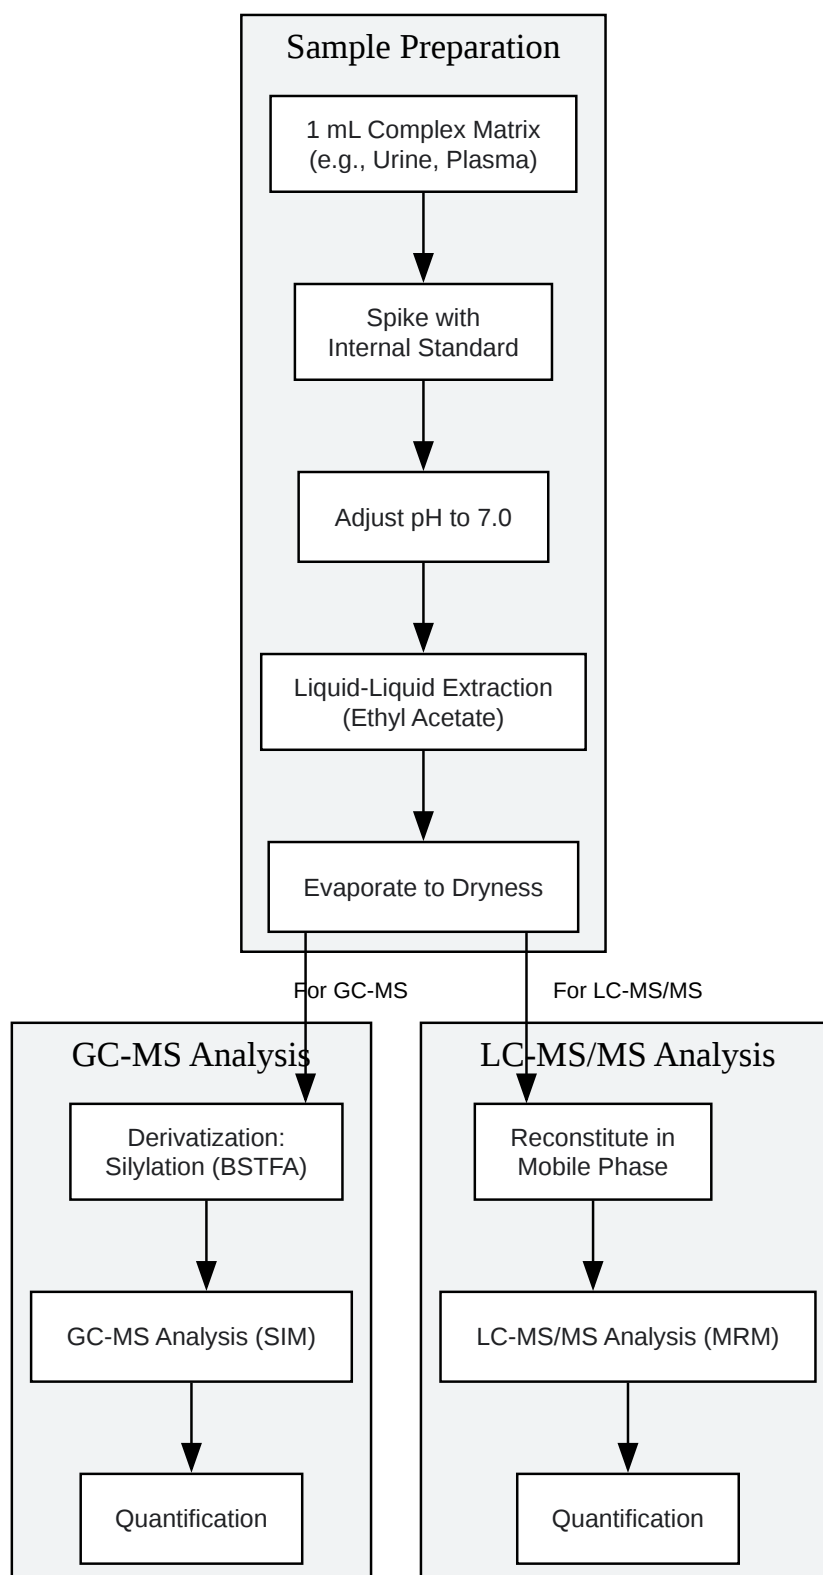 Sample Preparation
1 mL Complex Matrix
(e.g., Urine, Plasma)
Spike with
Internal Standard
Adjust pH to 7.0
Liquid-Liquid Extraction
(Ethyl Acetate)
Evaporate to Dryness
For GC-MS
For LC-MS/MS
GC-MS Analysis
Derivatization:
Silylation (BSTFA)
GC-MS Analysis (SIM)
Quantification
LC-MS/MS Analysis
Reconstitute in
Mobile Phase
LC-MS/MS Analysis (MRM)
Quantification